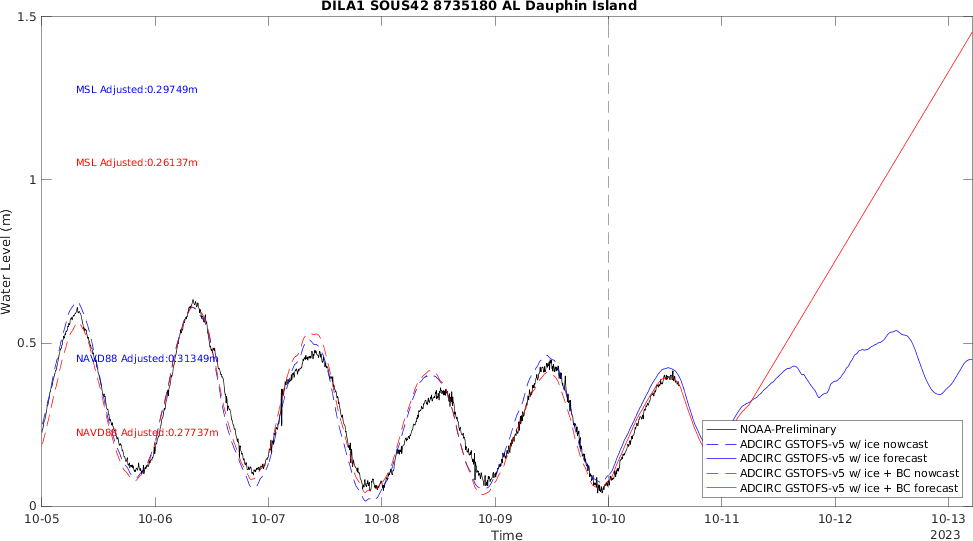 DILA1 SOUS42 8735180 AL Dauphin Island
1.5
1
0.5
0
Water Level (m)
MSL Adjusted:0.29749m
MSL Adjusted:0.26137m
NAVD88 Adjusted:0.31349m
NAVD88 Adjusted:0.27737m
NOAA-Preliminary
ADCIRC GSTOFS-v5 w/ ice nowcast
ADCIRC GSTOFS-v5 w/ ice forecast
ADCIRC GSTOFS-v5 w/ ice + BC nowcast
ADCIRC GSTOFS-v5 w/ ice + BC forecast
10-05 10-06 10-07 10-08 10-09 10-10 10-11 10-12 10-13
2023
Time